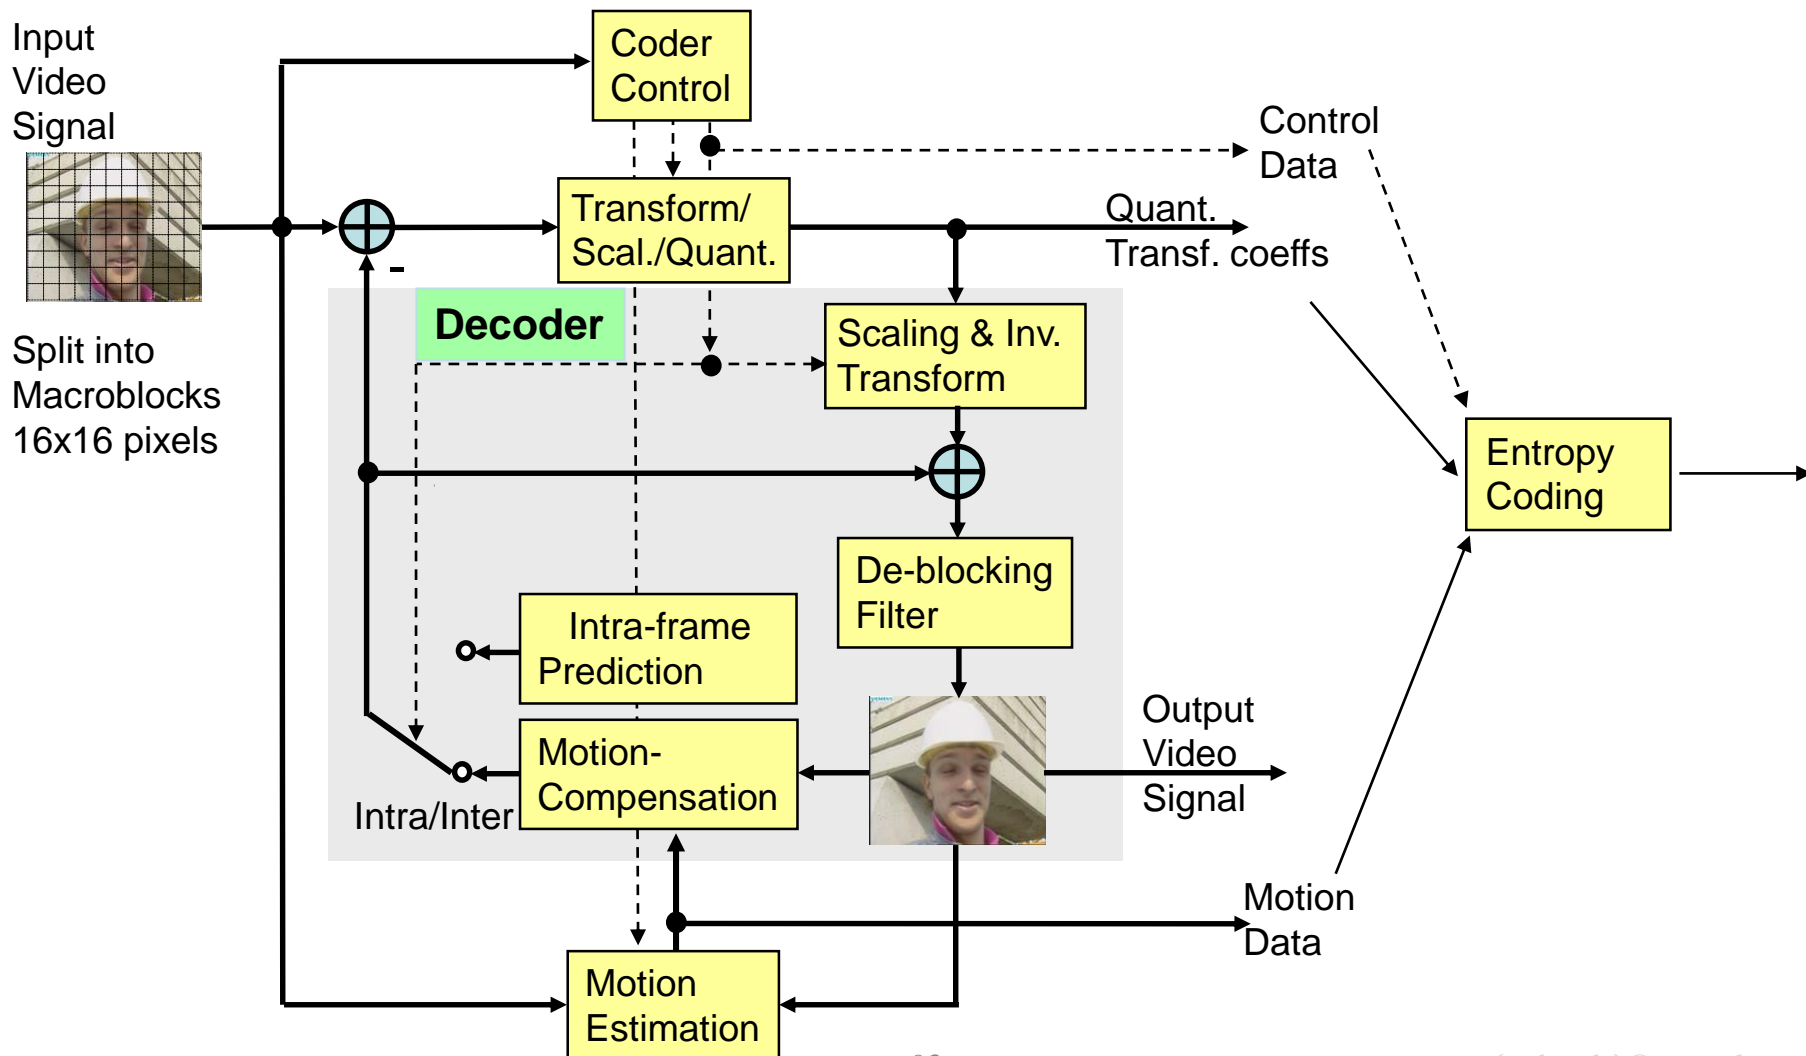 Input
Video
Signal
Coder
Control
Control
Data
Transform/
Scal./Quant.
-
Quant.
Transf. coeffs
Decoder
Scaling & Inv.
Transform
Split into
Macroblocks
16x16 pixels
Entropy
Coding
De-blocking
Filter
Intra-frame
Prediction
Output
Video
Signal
Motion-
Compensation
Intra/Inter
Motion
Data
Motion
Estimation